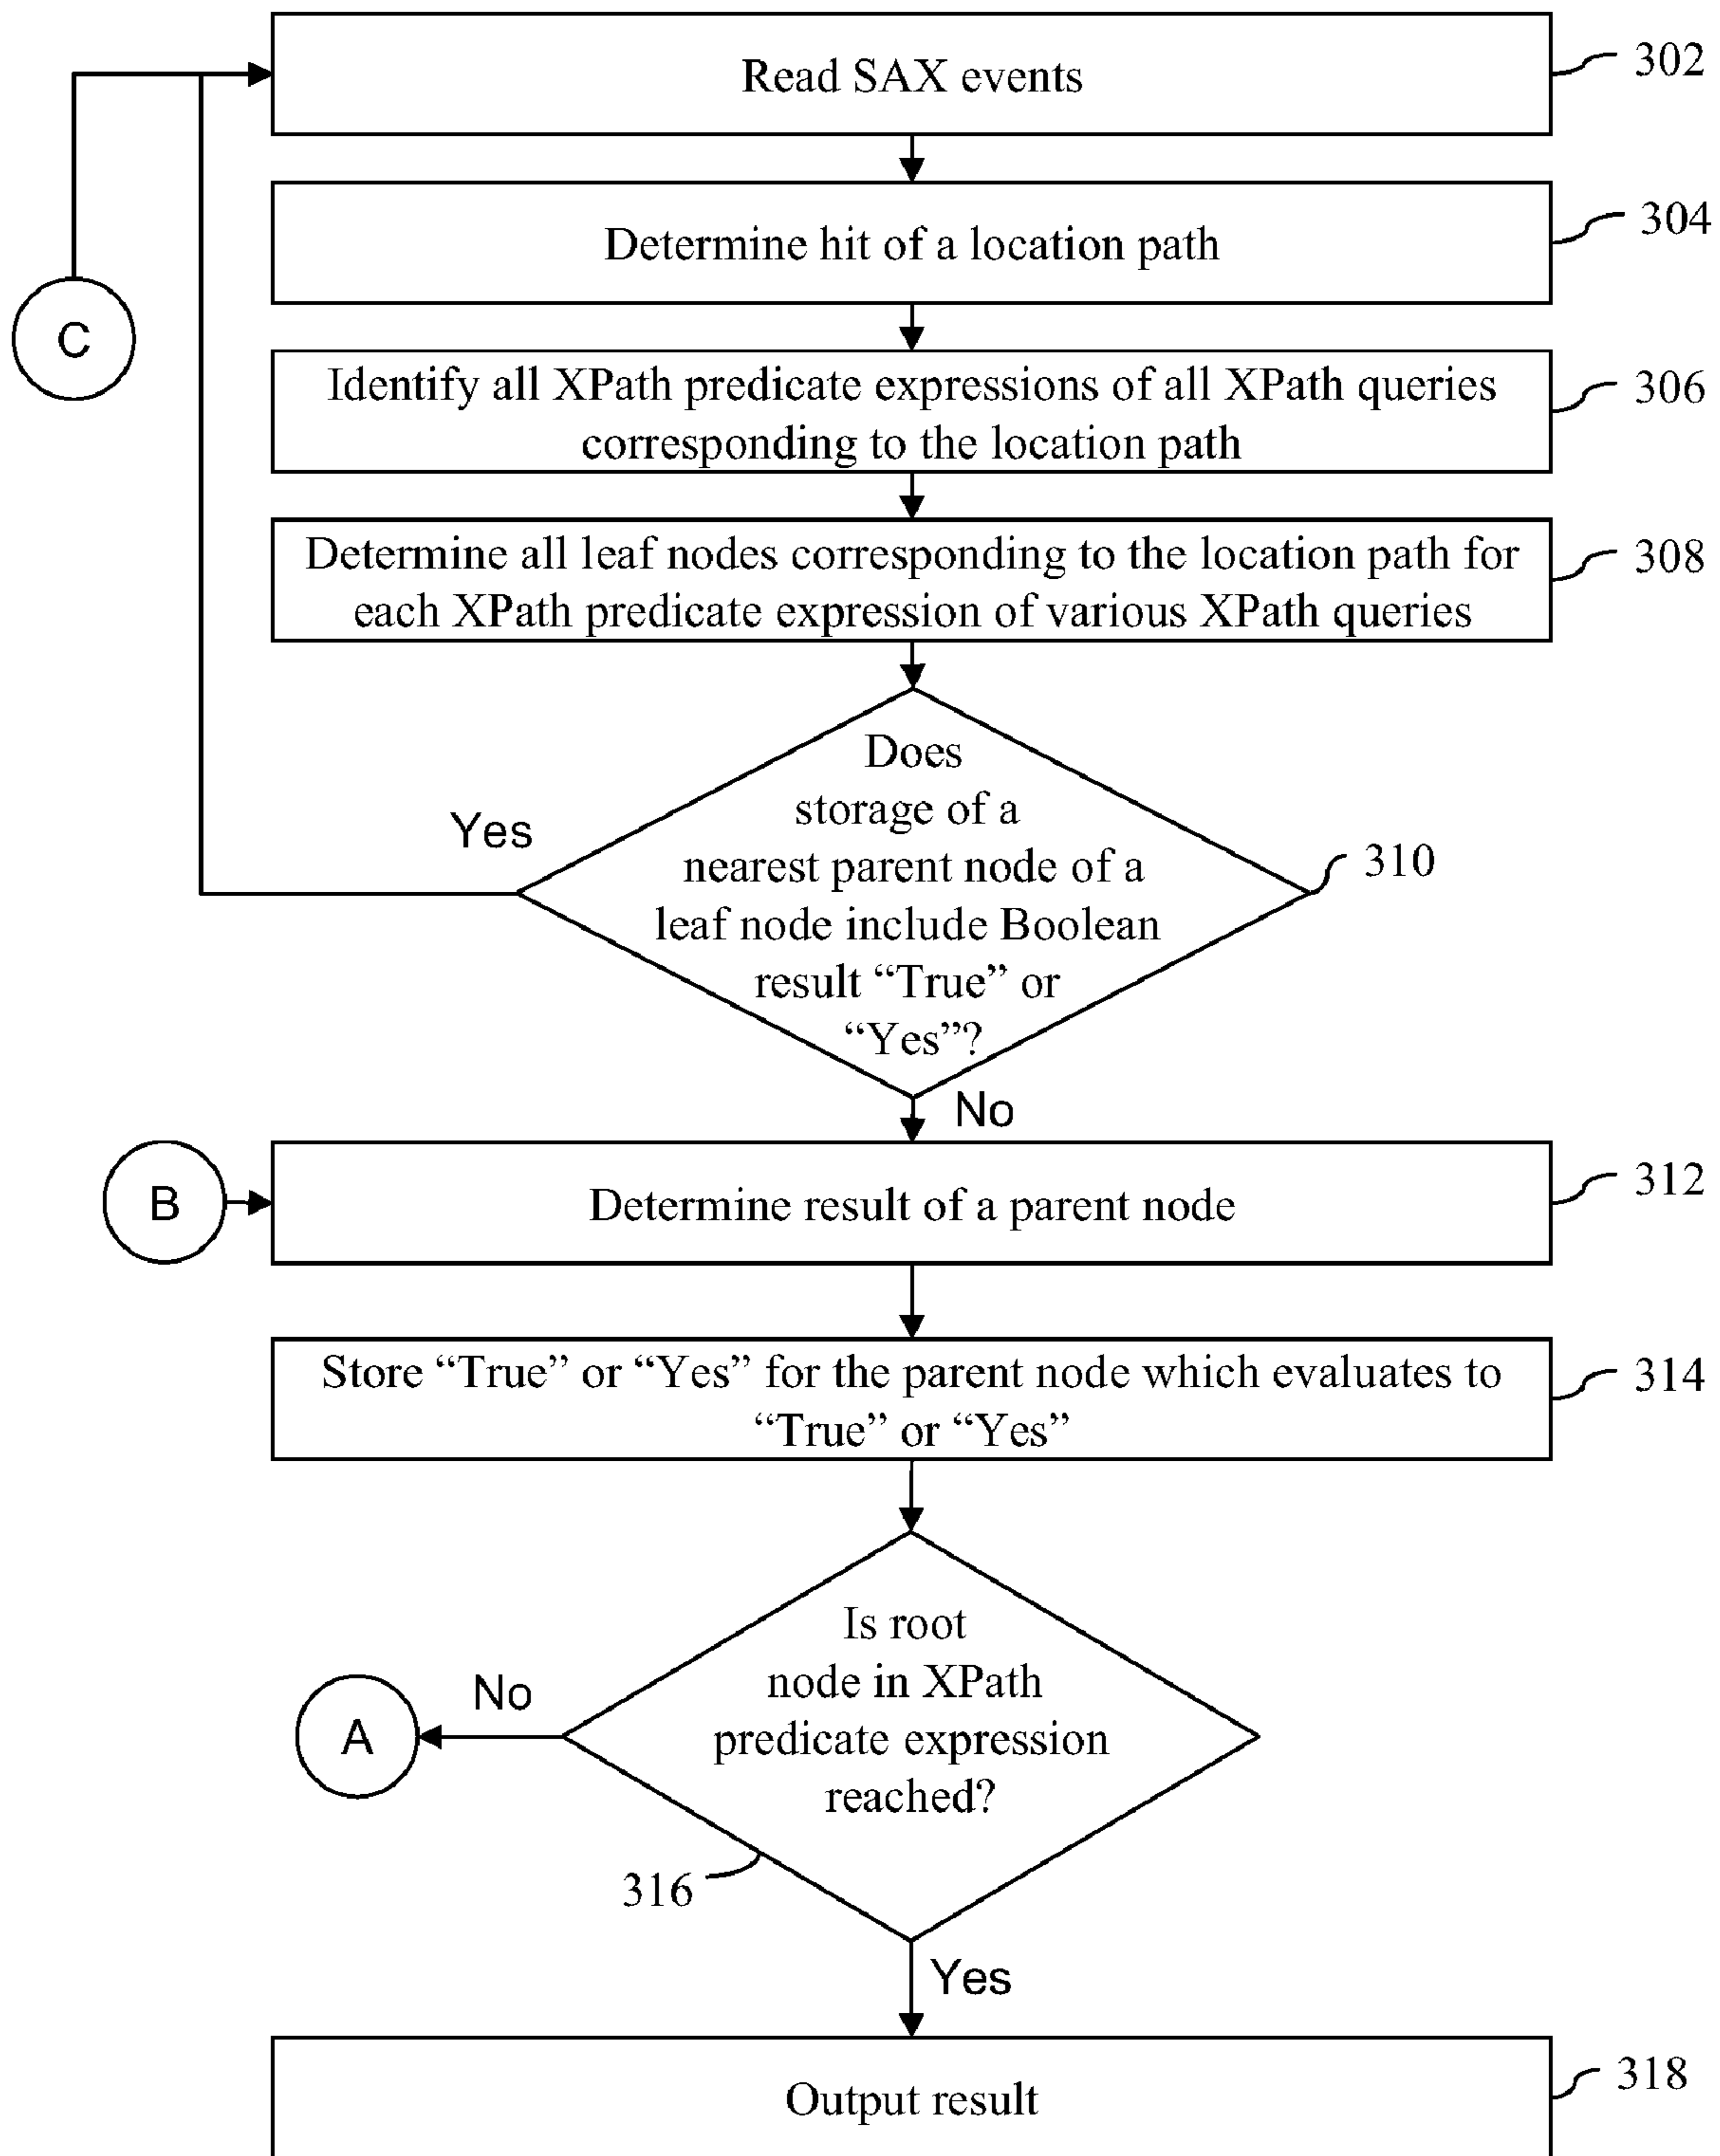 Read SAX events
302
Determine hit of a location path
304
C
Identify all XPath predicate expressions of all XPath queries
corresponding to the location path
306
Determine all leaf nodes corresponding to the location path for
each XPath predicate expression of various XPath queries
308
Does
storage of a
nearest parent node of a
leaf node include Boolean
result “True” or
“Yes”?
Yes
310
No
B
Determine result of a parent node
312
Store “True” or “Yes” for the parent node which evaluates to
“True” or “Yes”
314
Is root
node in XPath
predicate expression
reached?
No
A
316
Yes
Output result
318